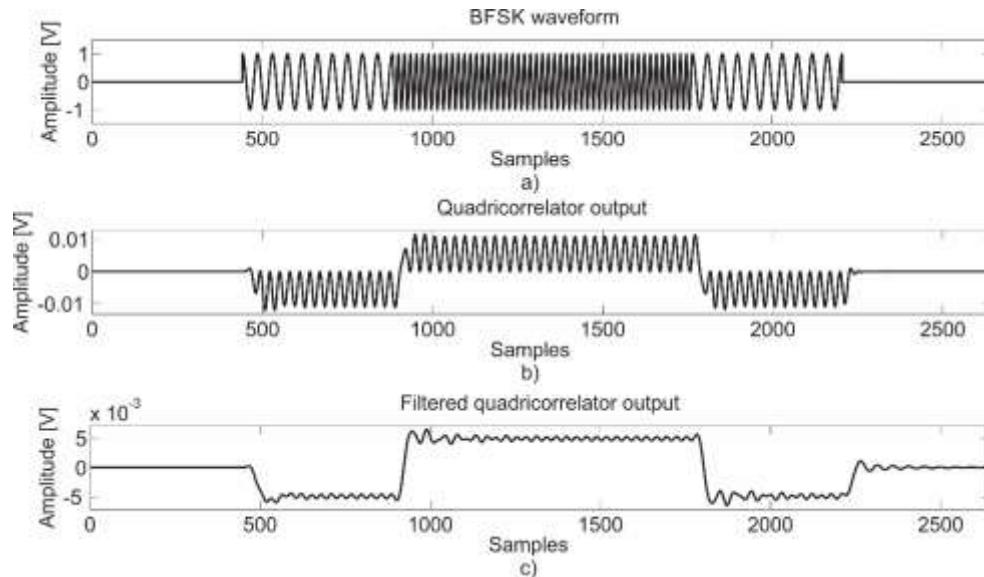 BFSK waveform
Amplitude [V]
1
0
-1
0 500 1000 1500 2000 2500
Samples
a)
Quadricorrelator output
Amplitude [V]
0.01
0
-0.01
0 500 1000 1500 2000 2500
Samples
b)
Filtered quadricorrelator output
x 10-3
Amplitude [V]
5
0
-5
0 500 1000 1500 2000 2500
Samples
c)